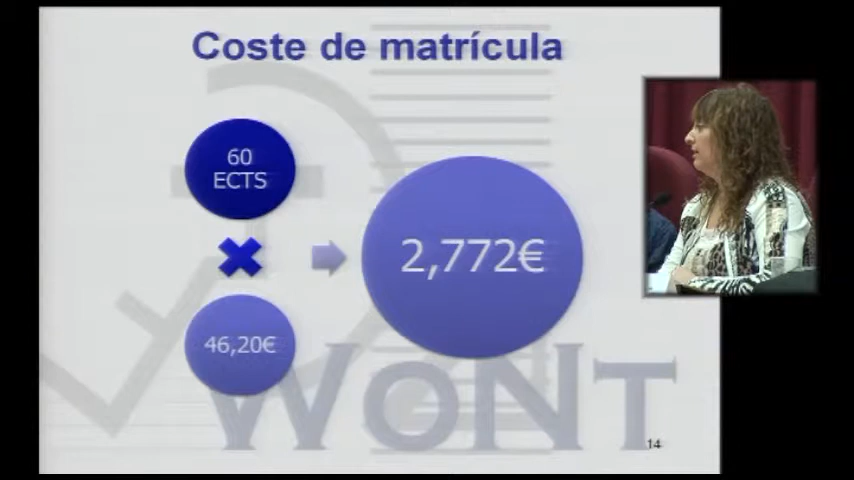 Coste de matrícula
60
ECTS
46,20€
2,772€
WONT
14